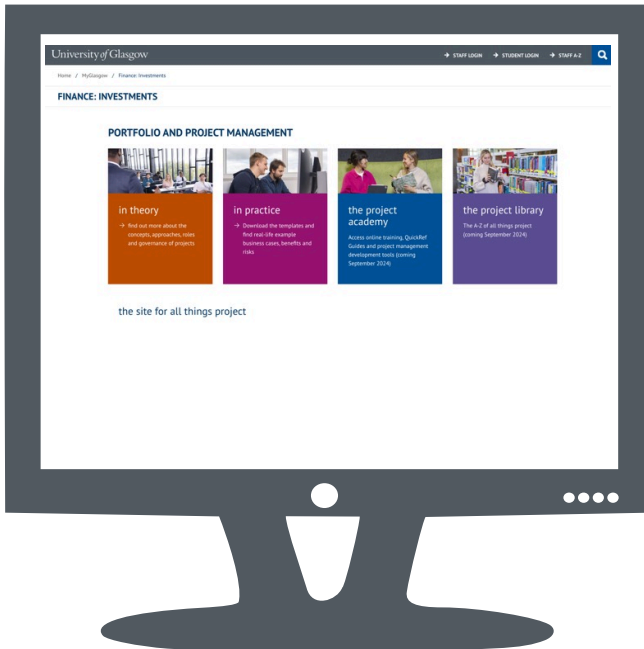 University of Glasgow
→ STAFF LOGIN → STUDENT LOGIN → STAFF A-Z
Home / MyGlasgow / Finance: Investments
FINANCE: INVESTMENTS
PORTFOLIO AND PROJECT MANAGEMENT
in theory
→ find out more about the
concepts, approaches, roles
and governance of projects
in practice
→ Download the templates and
find real-life example
business cases, benefits and
risks
the project
academy
Access online training, QuickRef
Guides and project management
development tools (coming
September 2024)
the project library
The A-Z of all things project
(coming September 2024)
the site for all things project